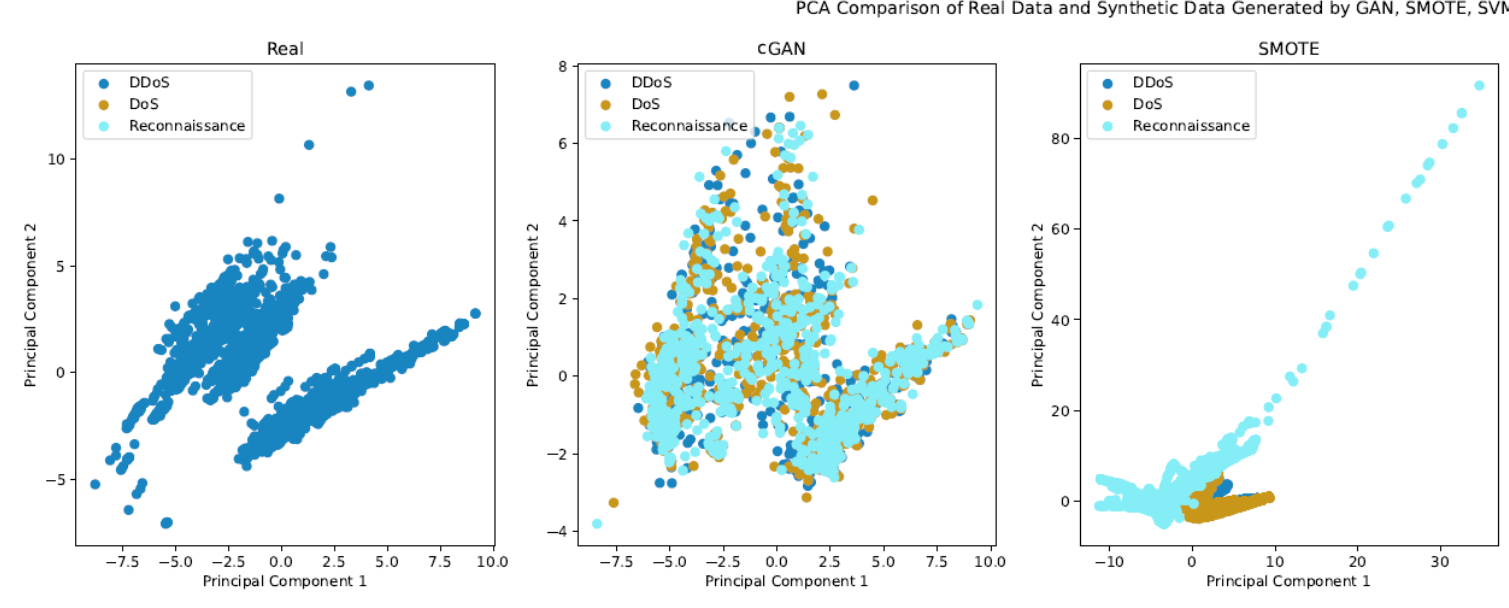 PCA Comparison of Real Data and Synthetic Data Generated by GAN, SMOTE, SVM
Real
DDoS
DoS
Reconnaissance
10
5
0
−5
Principal Component 2
−7.5 −5.0 −2.5 0.0 2.5 5.0 7.5 10.0
Principal Component 1
cGAN
DDoS
DoS
Reconnaissance
8
6
4
2
0
−2
−4
Principal Component 2
−7.5 −5.0 −2.5 0.0 2.5 5.0 7.5 10.0
Principal Component 1
SMOTE
DDoS
DoS
Reconnaissance
80
60
40
20
0
Principal Component 2
−10 0 10 20 30
Principal Component 1